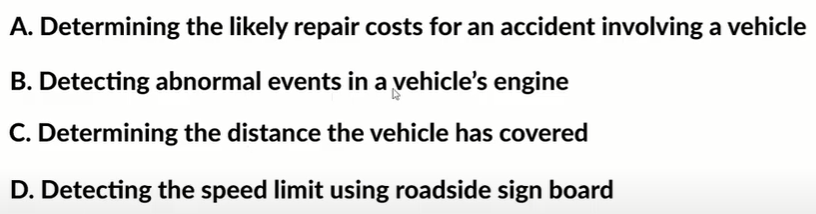 A. Determining the likely repair costs for an accident involving a vehicle
B. Detecting abnormal events in a vehicle's engine
C. Determining the distance the vehicle has covered
D. Detecting the speed limit using roadside sign board